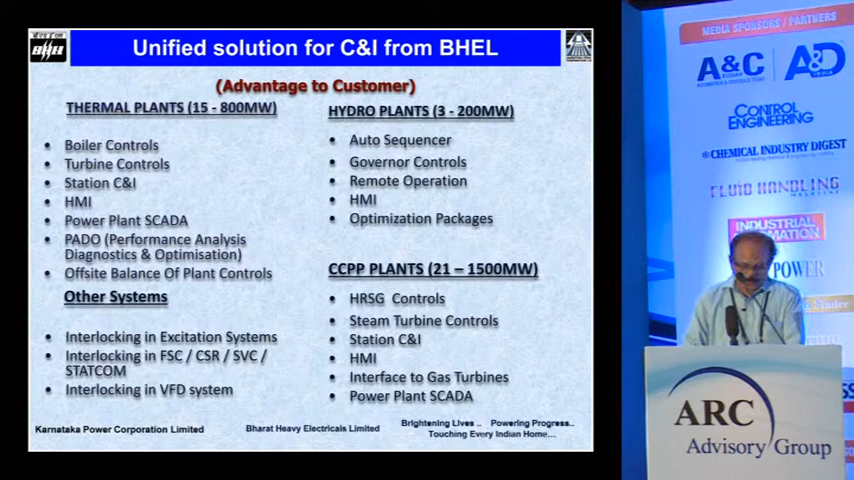 Unified solution for C&I from BHEL
(Advantage to Customer)
THERMAL PLANTS (15 - 800MW)
• Boiler Controls
• Turbine Controls
• Station C&I
• HMI
• Power Plant SCADA
• PADO (Performance Analysis
Diagnostics & Optimisation)
• Offsite Balance Of Plant Controls
Other Systems
• Interlocking in Excitation Systems
• Interlocking in FSC / CSR / SVC /
STATCOM
• Interlocking in VFD system
HYDRO PLANTS (3 - 200MW)
• Auto Sequencer
• Governor Controls
• Remote Operation
• HMI
• Optimization Packages
CCPP PLANTS (21 – 1500MW)
• HRSG Controls
• Steam Turbine Controls
• Station C&I
• HMI
• Interface to Gas Turbines
• Power Plant SCADA
Karnataka Power Corporation Limited
Bharat Heavy Electricals Limited
Brightening Lives .. Powering Progress..
Touching Every Indian Home...
MEDIA SPONSORS / PARTNERS
A&C
A&D
INDIA
CONTROL
ENGINEERING
CHEMICAL INDUSTRY DIGEST
FLUID HANDLING
INDUSTRIAL
POWER
ARC
Advisory Group